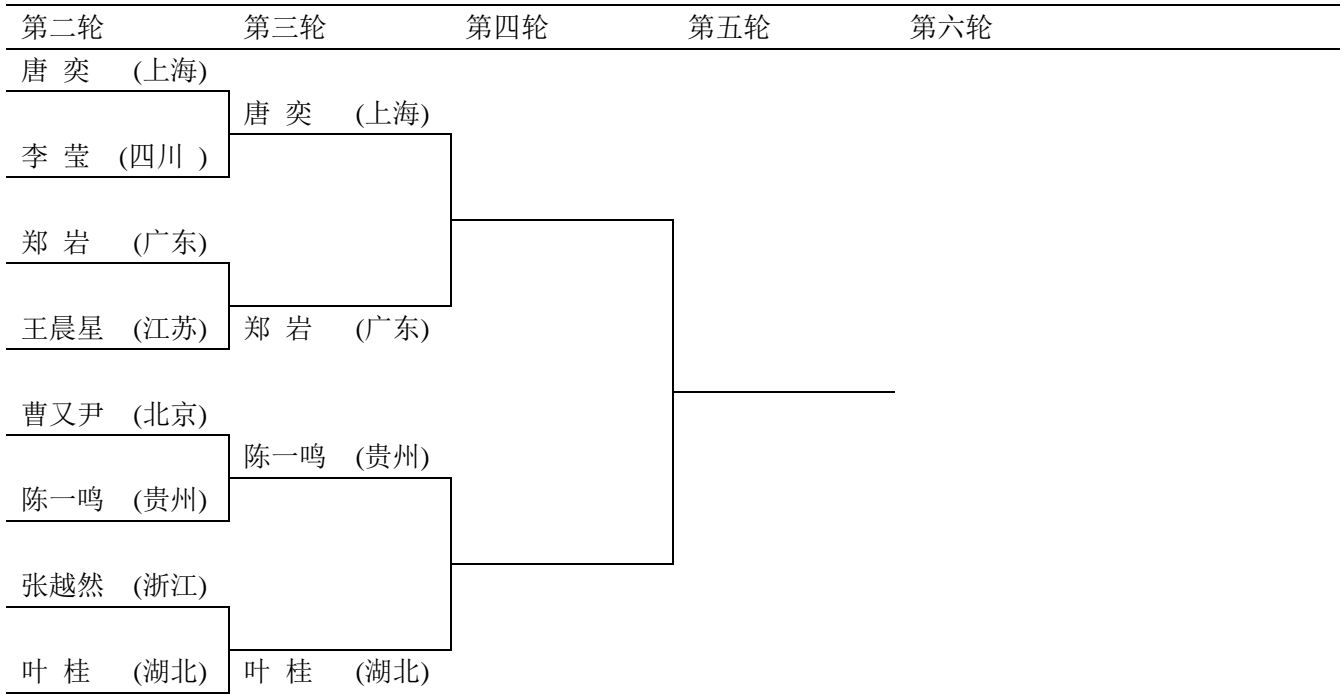 第二轮 第三轮 第四轮 第五轮 第六轮
唐 奕 (上海)
唐 奕 (上海)
李 莹 (四川 )
郑 岩 (广东)
王晨星 (江苏) 郑 岩 (广东)
曹又尹 (北京)
陈一鸣 (贵州)
陈一鸣 (贵州)
张越然 (浙江)
叶 桂 (湖北) 叶 桂 (湖北)